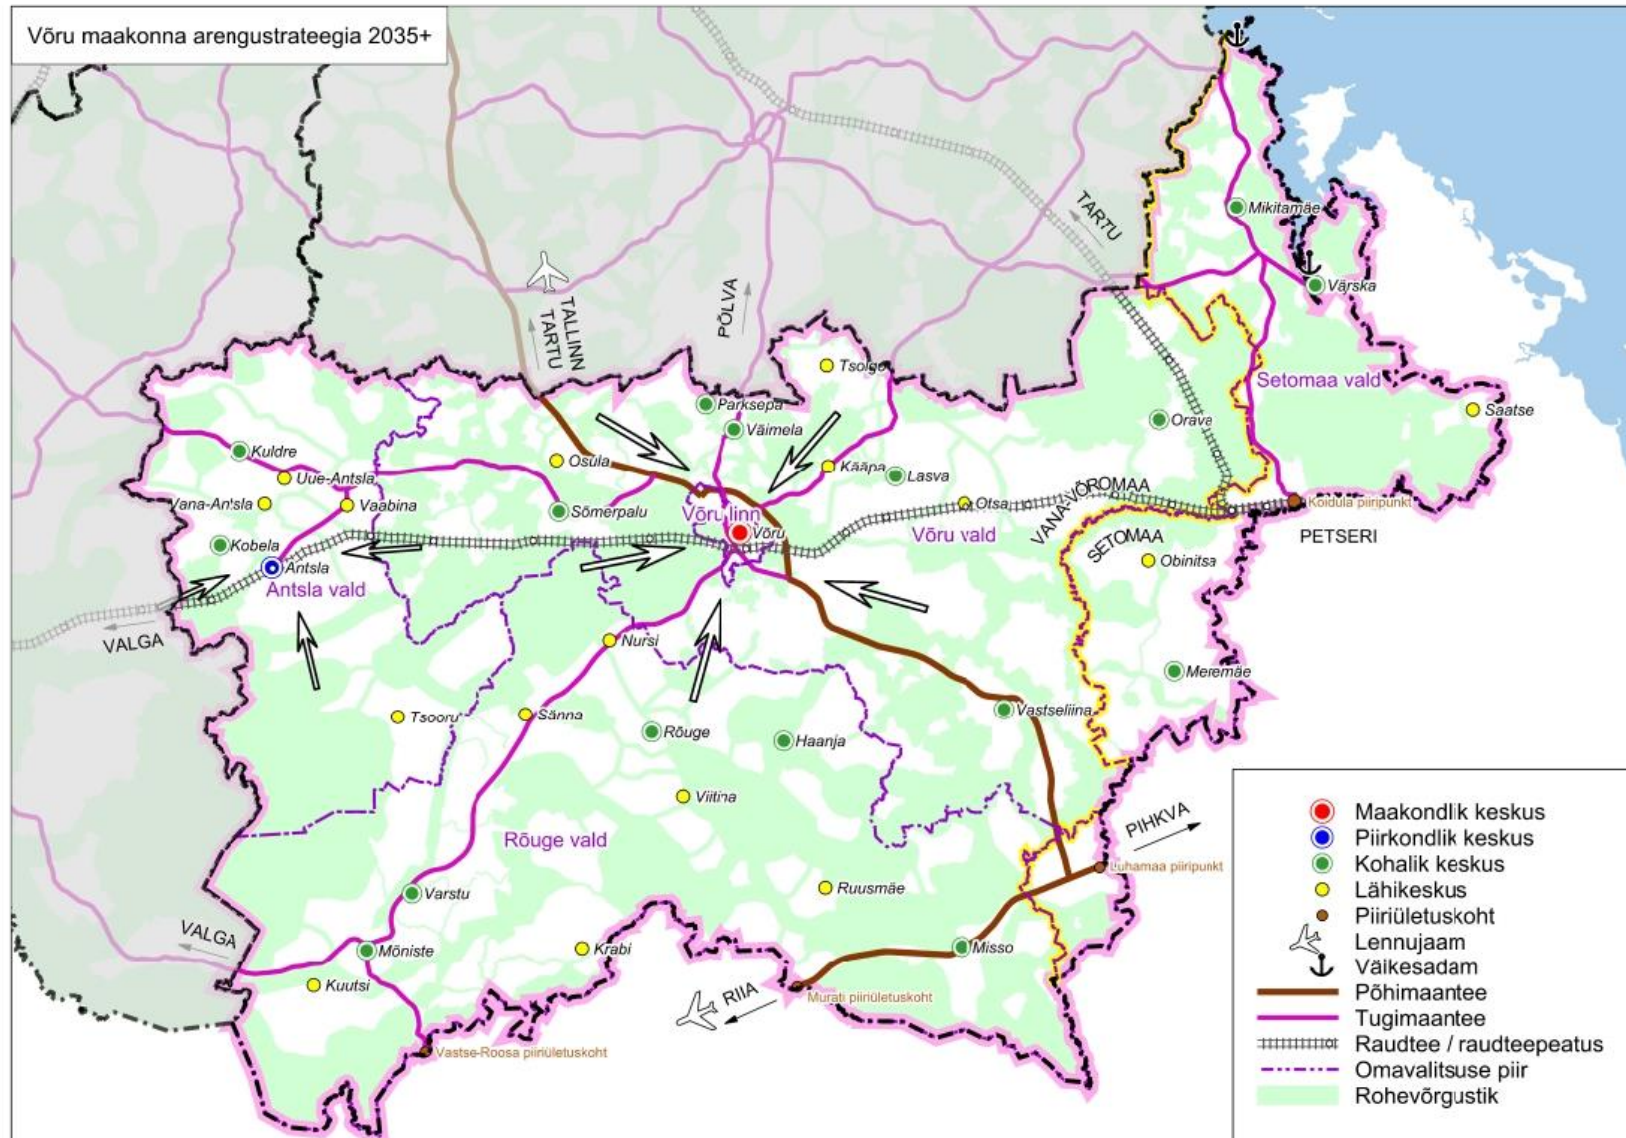 Võru maakonna arengustrateegia 2035+
TARTU
Mikitamäe
Värska
TALLINN
TARTU
PÕLVA
Tsolgo
Setomaa vald
Saatse
Parksepa
Väimela
Orava
Kuldre
Uue-Antsla
Osula
Kääpa
Lasva
Vana-Antsla
Vaabina
Sõmerpalu
Võru linn
Võru
Otsa
Võru vald
VANA-VÕROMAA
SETOMAA
Koidula piiripunkt
PETSERI
Kobela
Antsla
Antsla vald
Obinitsa
VALGA
Nursi
Meremäe
Tsooru
Sänna
Rõuge
Haanja
Vastseliina
Viitina
Rõuge vald
PIHKVA
Luhamaa piiripunkt
Ruusmäe
Varstu
VALGA
Mõniste
Krabi
Misso
Kuutsi
RIIA
Murati piiriületuskoht
Vastse-Roosa piiriületuskoht
Maakondlik keskus
Piirkondlik keskus
Kohalik keskus
Lähikeskus
Piiriületuskoht
Lennujaam
Väikesadam
Põhimaantee
Tugimaantee
Raudtee / raudteepeatus
Omavalitsuse piir
Rohevõrgustik